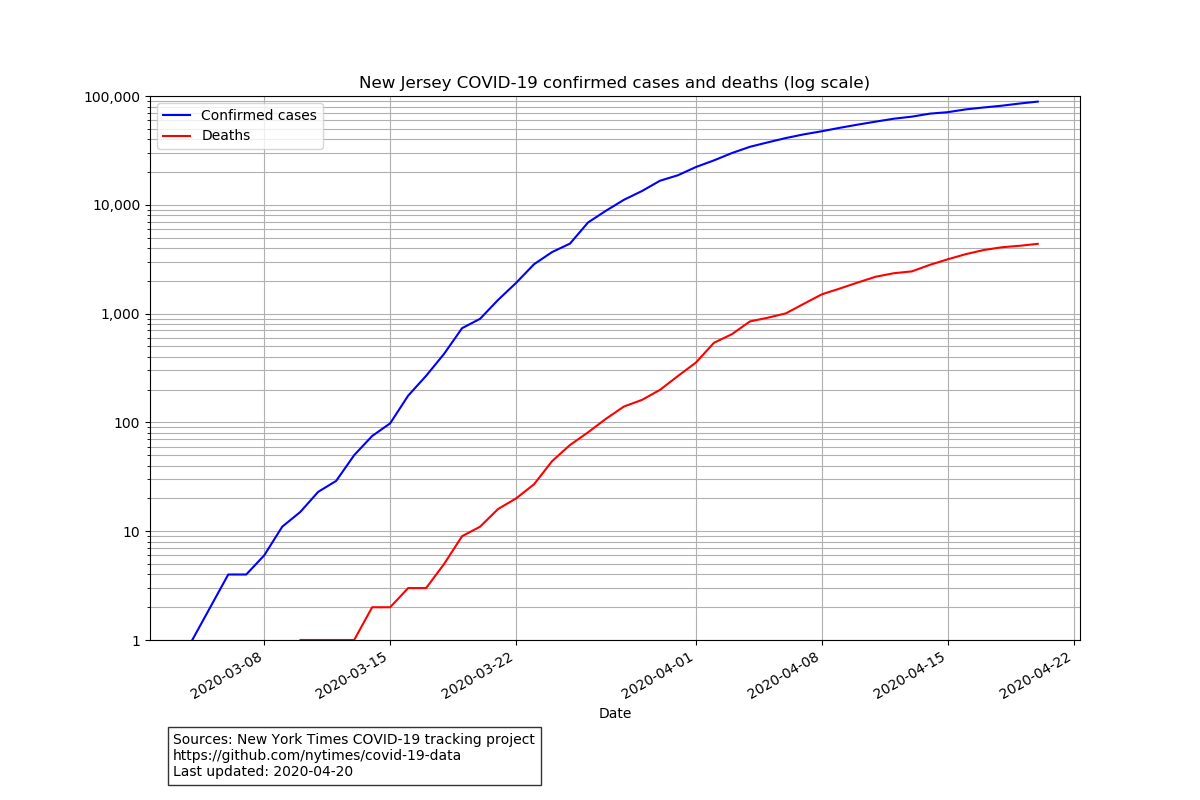 New Jersey COVID-19 confirmed cases and deaths (log scale)
100,000
10,000
1,000
100
10
1
Confirmed cases
Deaths
2020-03-08
2020-03-15
2020-03-22
2020-04-01
2020-04-08
2020-04-15
2020-04-22
Date
Sources: New York Times COVID-19 tracking project
https://github.com/nytimes/covid-19-data
Last updated: 2020-04-20